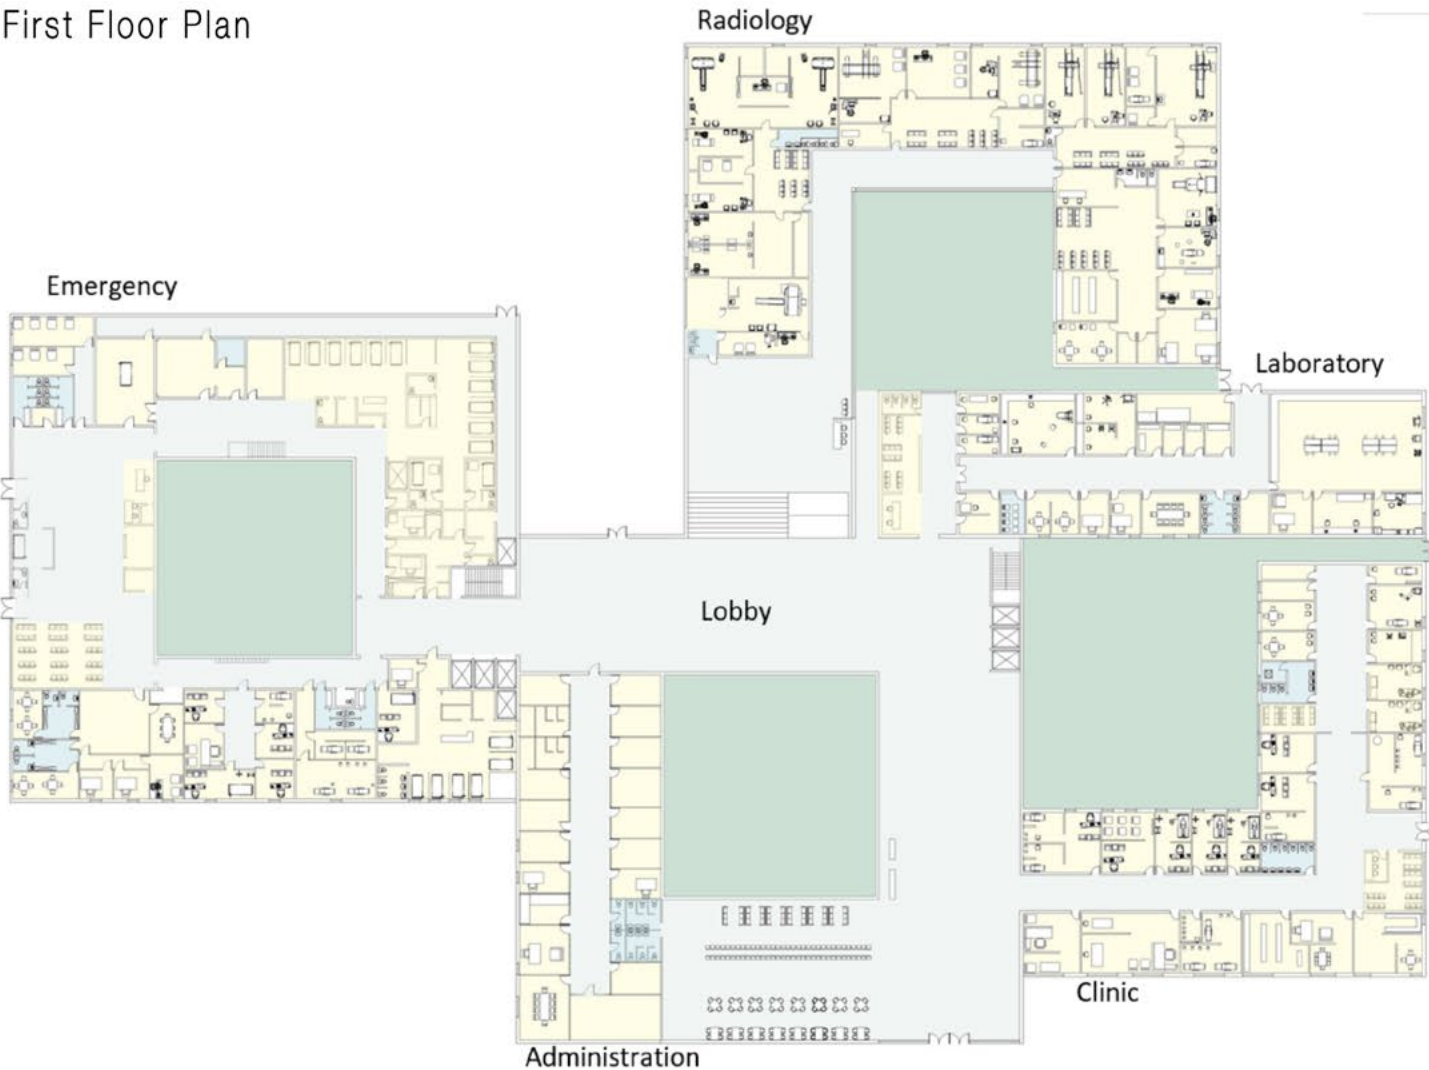 First Floor Plan
Radiology
Emergency
Laboratory
Lobby
Clinic
Administration